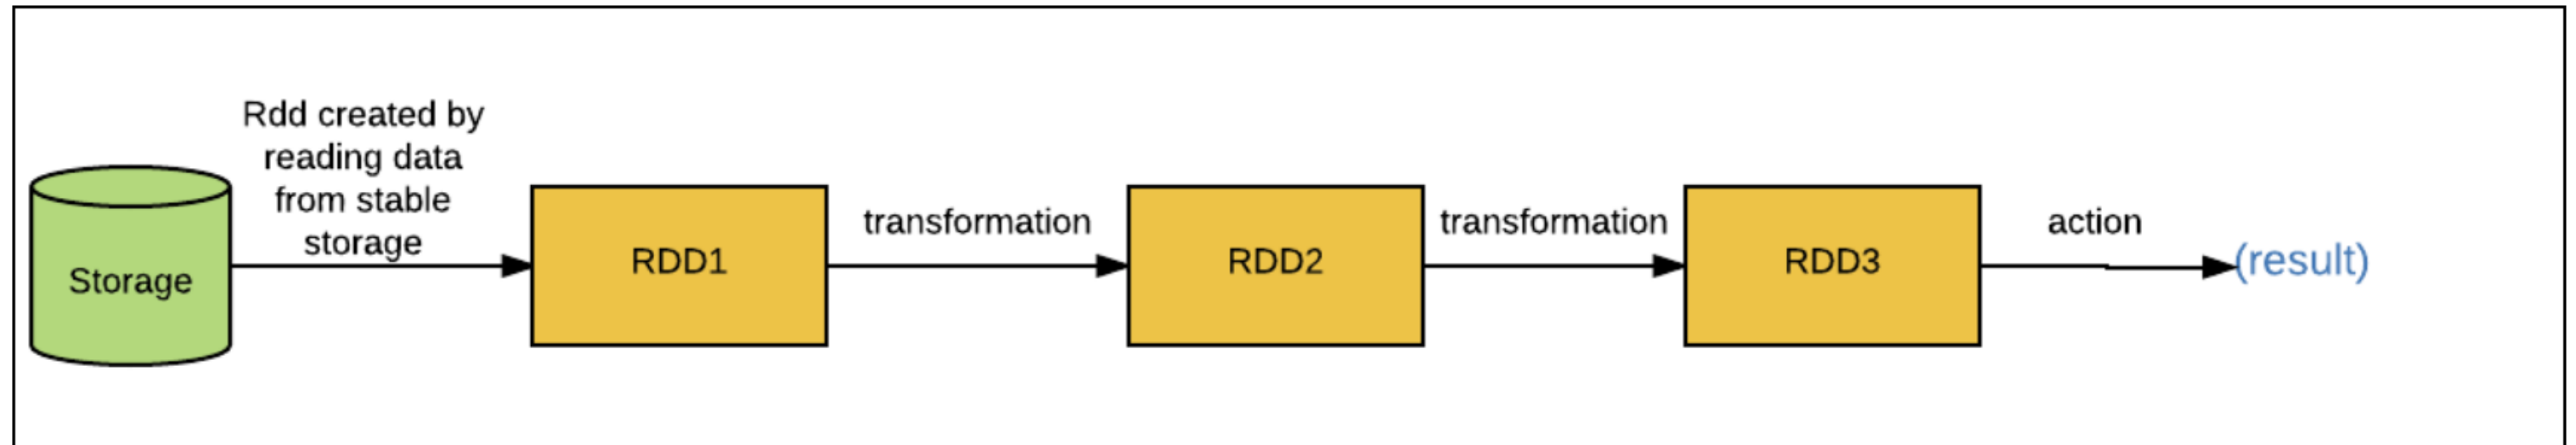 Rdd created by
reading data
from stable
storage
Storage
RDD1
transformation
RDD2
transformation
RDD3
action
(result)